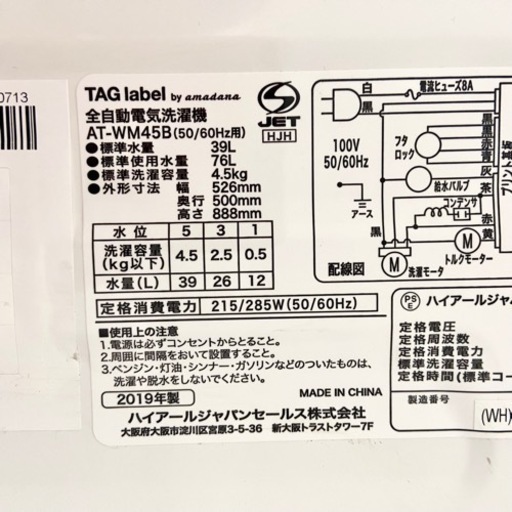 0713
TAG label by amadana
全自動電気洗濯機
AT-WM45B(50/60Hz用)
●標準水量 39L
●標準使用水量 76L
●標準洗濯容量 4.5kg
●外形寸法 幅 526mm
奥行 500mm
高さ 888mm
JET
HJH
水位 5 3 1
洗濯容量(kg以下) 4.5 2.5 0.5
水量(L) 39 26 12
定格消費電力 215/285W(50/60Hz)
■使用上の注意
1.電源は必ずコンセントからとること。
2.周囲に間隔をおいて設置すること。
3.ベンジン・灯油・シンナー・ガソリンなどのついたものは、
洗濯や脱水をしないでください。
2019年製
MADE IN CHINA
ハイアールジャパンセールス株式会社
大阪府大阪市淀川区宮原3-5-36 新大阪トラストタワー7F
白
電流ヒューズ8A
黒
黒
100V
50/60Hz
フタ
ロック
青
青
灰
給水バルブ
茶
コンデンサ
赤
青
黄
アース
黒
M
トルクモーター
M
洗濯モータ
配線図
プリント基板
PS
E
ハイアールジャパ
定格電圧
定格周波数
定格消費電力
標準洗濯容量
定格時間(標準コー
製造番号
(WH)